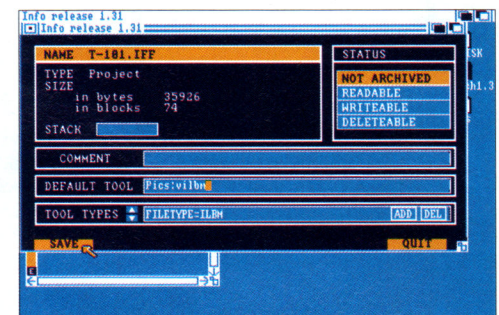 Info release 1.31
Info release 1.31
NAME T-181.IFF
TYPE Project
SIZE
in bytes 35926
in blocks 74
STACK
STATUS
NOT ARCHIVED
READABLE
WRITEABLE
DELETEABLE
COMMENT
DEFAULT TOOL Pics:vilbm
TOOL TYPES FILETYPE=ILBM ADD DEL
SAVE QUIT